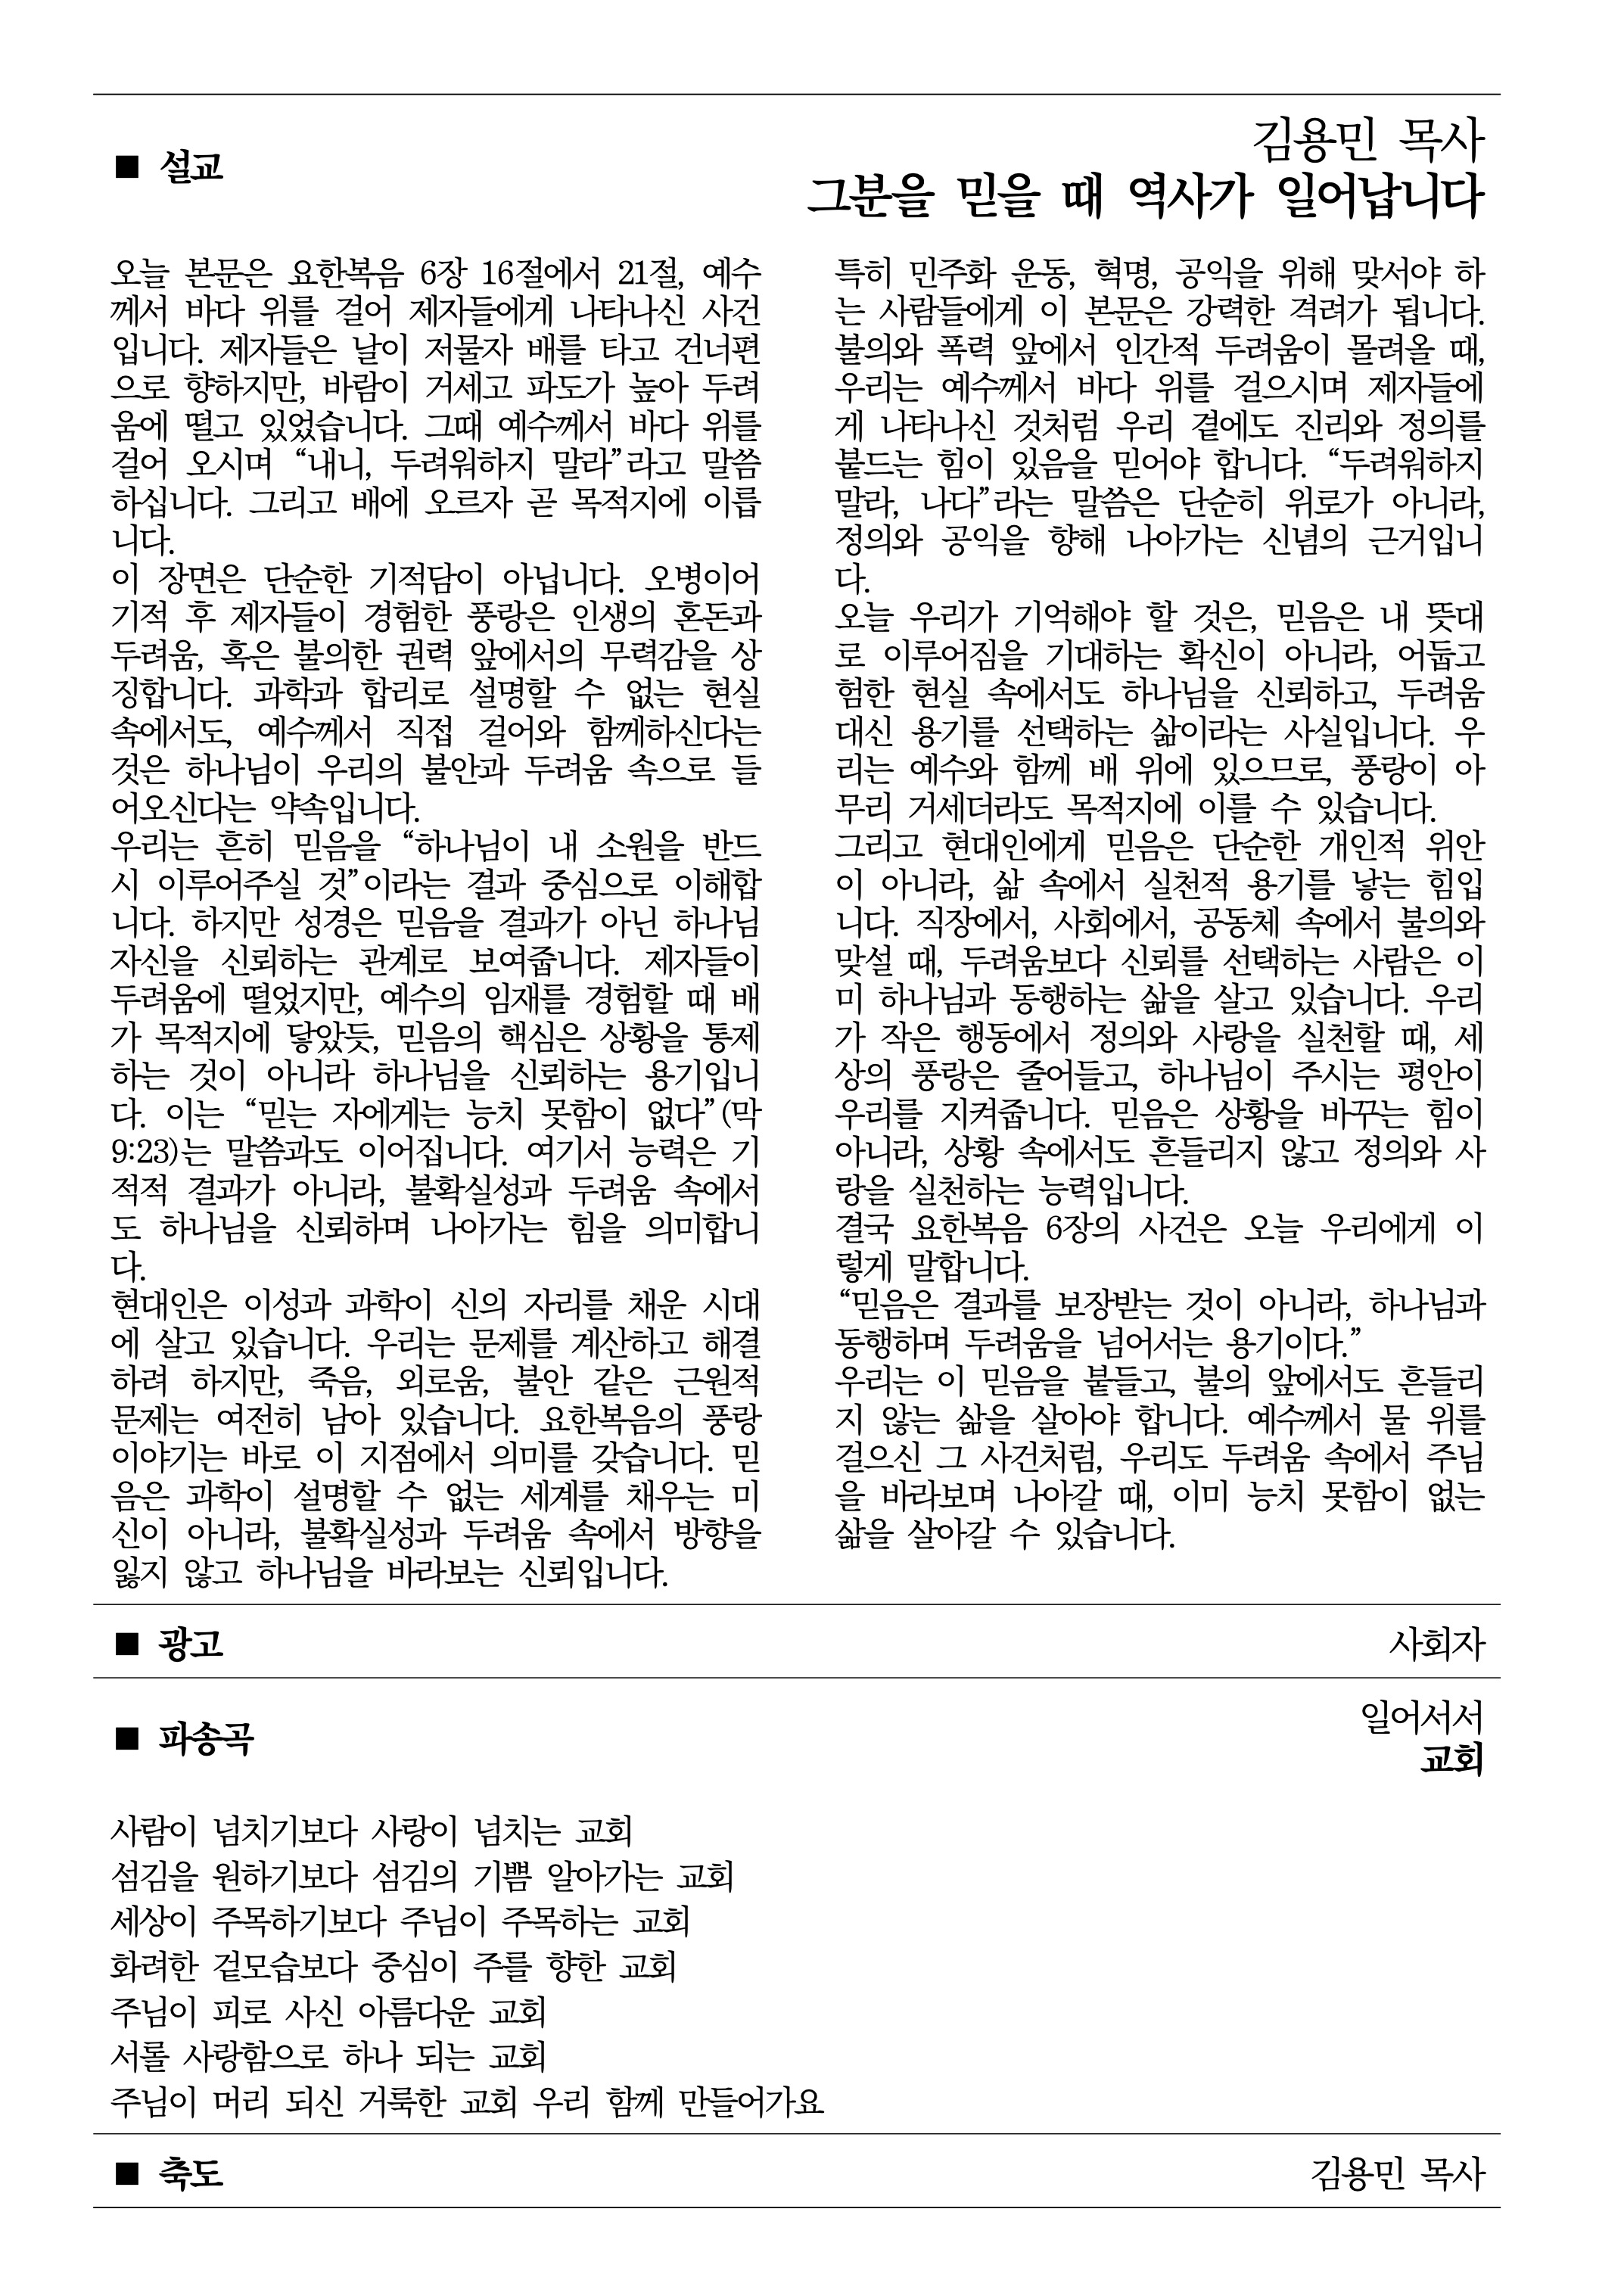 ■ 설교
김용민 목사
그분을 믿을 때 역사가 일어납니다
오늘 본문은 요한복음 6장 16절에서 21절, 예수
께서 바다 위를 걸어 제자들에게 나타나신 사건
입니다. 제자들은 날이 저물자 배를 타고 건너편
으로 향하지만, 바람이 거세고 파도가 높아 두려
움에 떨고 있었습니다. 그때 예수께서 바다 위를
걸어 오시며 “내니, 두려워하지 말라”라고 말씀
하십니다. 그리고 배에 오르자 곧 목적지에 이릅
니다.
이 장면은 단순한 기적담이 아닙니다. 오병이어
기적 후 제자들이 경험한 풍랑은 인생의 혼돈과
두려움, 혹은 불의한 권력 앞에서의 무력감을 상
징합니다. 과학과 합리로 설명할 수 없는 현실
속에서도, 예수께서 직접 걸어와 함께하신다는
것은 하나님이 우리의 불안과 두려움 속으로 들
어오신다는 약속입니다.
우리는 흔히 믿음을 “하나님이 내 소원을 반드
시 이루어주실 것”이라는 결과 중심으로 이해합
니다. 하지만 성경은 믿음을 결과가 아닌 하나님
자신을 신뢰하는 관계로 보여줍니다. 제자들이
두려움에 떨었지만, 예수의 임재를 경험할 때 배
가 목적지에 닿았듯, 믿음의 핵심은 상황을 통제
하는 것이 아니라 하나님을 신뢰하는 용기입니
다. 이는 “믿는 자에게는 능치 못함이 없다”(막
9:23)는 말씀과도 이어집니다. 여기서 능력은 기
적적 결과가 아니라, 불확실성과 두려움 속에서
도 하나님을 신뢰하며 나아가는 힘을 의미합니
다.
현대인은 이성과 과학이 신의 자리를 채운 시대
에 살고 있습니다. 우리는 문제를 계산하고 해결
하려 하지만, 죽음, 외로움, 불안 같은 근원적
문제는 여전히 남아 있습니다. 요한복음의 풍랑
이야기는 바로 이 지점에서 의미를 갖습니다. 믿
음은 과학이 설명할 수 없는 세계를 채우는 미
신이 아니라, 불확실성과 두려움 속에서 방향을
잃지 않고 하나님을 바라보는 신뢰입니다.
특히 민주화 운동, 혁명, 공익을 위해 맞서야 하
는 사람들에게 이 본문은 강력한 격려가 됩니다.
불의와 폭력 앞에서 인간적 두려움이 몰려올 때,
우리는 예수께서 바다 위를 걸으시며 제자들에
게 나타나신 것처럼 우리 곁에도 진리와 정의를
붙드는 힘이 있음을 믿어야 합니다. “두려워하지
말라, 나다”라는 말씀은 단순히 위로가 아니라,
정의와 공익을 향해 나아가는 신념의 근거입니
다.
오늘 우리가 기억해야 할 것은, 믿음은 내 뜻대
로 이루어짐을 기대하는 확신이 아니라, 어둡고
험한 현실 속에서도 하나님을 신뢰하고, 두려움
대신 용기를 선택하는 삶이라는 사실입니다. 우
리는 예수와 함께 배 위에 있으므로, 풍랑이 아
무리 거세더라도 목적지에 이를 수 있습니다.
그리고 현대인에게 믿음은 단순한 개인적 위안
이 아니라, 삶 속에서 실천적 용기를 낳는 힘입
니다. 직장에서, 사회에서, 공동체 속에서 불의와
맞설 때, 두려움보다 신뢰를 선택하는 사람은 이
미 하나님과 동행하는 삶을 살고 있습니다. 우리
가 작은 행동에서 정의와 사랑을 실천할 때, 세
상의 풍랑은 줄어들고, 하나님이 주시는 평안이
우리를 지켜줍니다. 믿음은 상황을 바꾸는 힘이
아니라, 상황 속에서도 흔들리지 않고 정의와 사
랑을 실천하는 능력입니다.
결국 요한복음 6장의 사건은 오늘 우리에게 이
렇게 말합니다.
“믿음은 결과를 보장받는 것이 아니라, 하나님과
동행하며 두려움을 넘어서는 용기이다.”
우리는 이 믿음을 붙들고, 불의 앞에서도 흔들리
지 않는 삶을 살아야 합니다. 예수께서 물 위를
걸으신 그 사건처럼, 우리도 두려움 속에서 주님
을 바라보며 나아갈 때, 이미 능치 못함이 없는
삶을 살아갈 수 있습니다.
■ 광고
사회자
■ 파송곡
일어서서
교회
사람이 넘치기보다 사랑이 넘치는 교회
섬김을 원하기보다 섬김의 기쁨 알아가는 교회
세상이 주목하기보다 주님이 주목하는 교회
화려한 겉모습보다 중심이 주를 향한 교회
주님이 피로 사신 아름다운 교회
서롤 사랑함으로 하나 되는 교회
주님이 머리 되신 거룩한 교회 우리 함께 만들어가요
■ 축도
김용민 목사